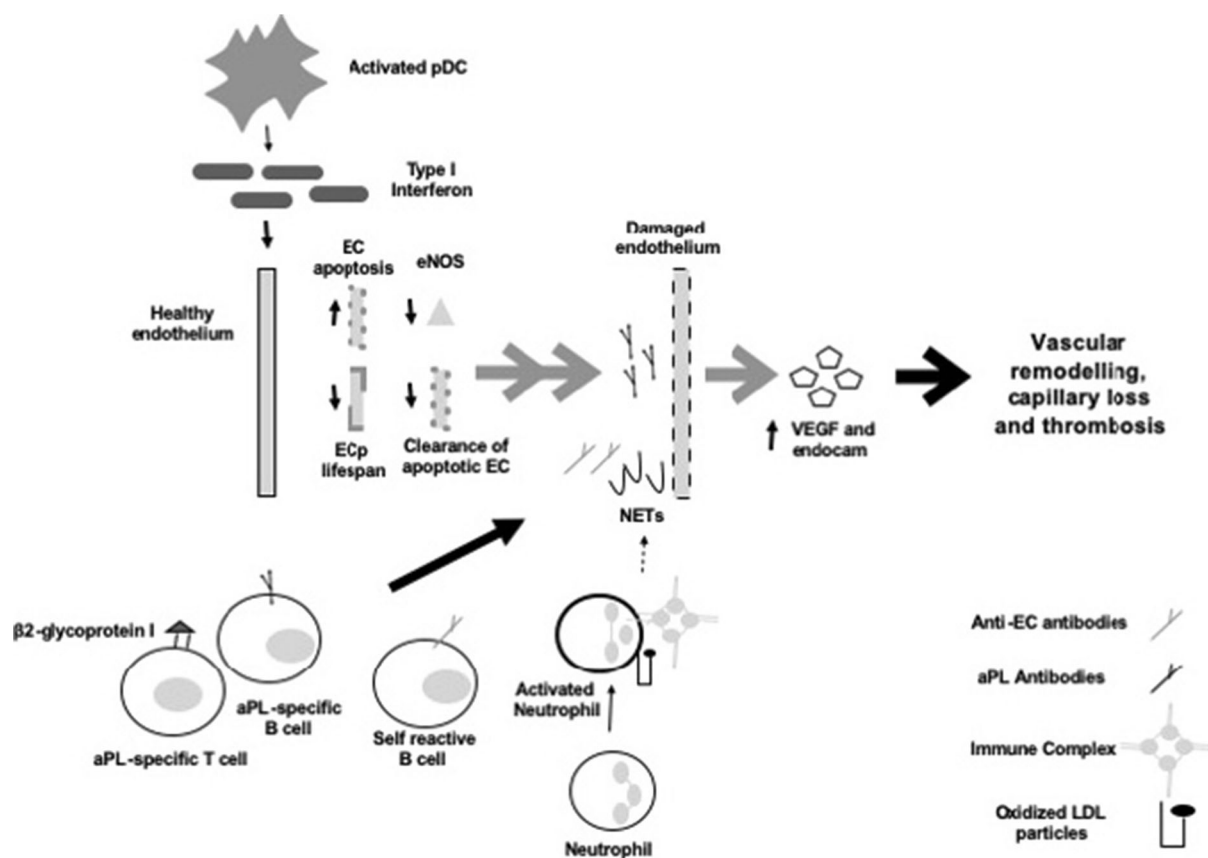 Activated pDC
Type I
Interferon
EC
apoptosis
eNOS
Damaged
endothelium
Healthy
endothelium
ECp
lifespan
Clearance of
apoptotic EC
NETs
VEGF and
endocam
Vascular
remodelling,
capillary loss
and thrombosis
β2-glycoprotein I
aPL-specific T cell
aPL-specific
B cell
Self reactive
B cell
Activated
Neutrophil
Neutrophil
Anti-EC antibodies
aPL Antibodies
Immune Complex
Oxidized LDL
particles